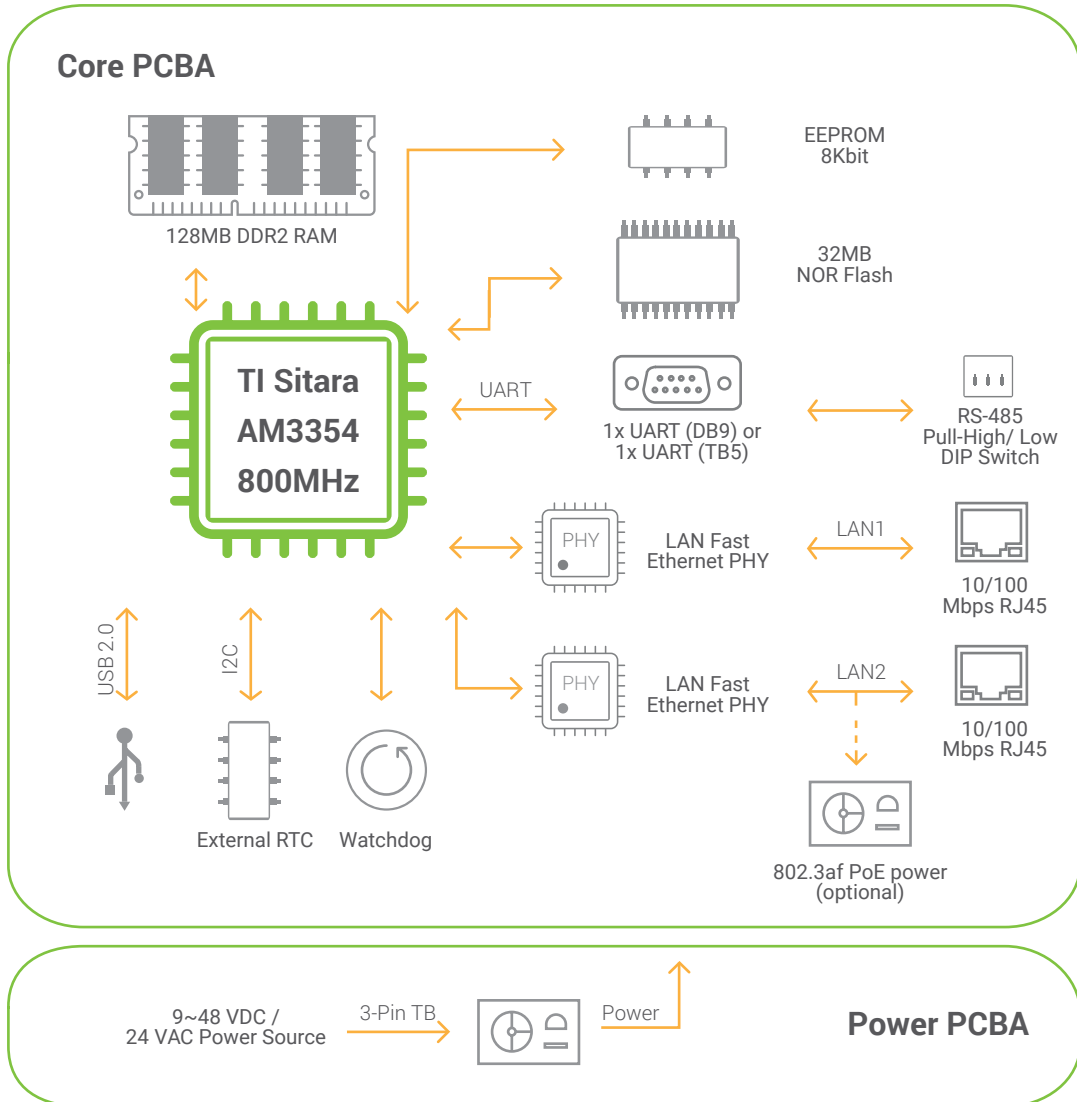 Core PCBA
128MB DDR2 RAM
EEPROM
8Kbit
32MB
NOR Flash
TI Sitara
AM3354
800MHz
UART
1x UART (DB9) or
1x UART (TB5)
RS-485
Pull-High/ Low
DIP Switch
PHY
LAN Fast
Ethernet PHY
LAN1
10/100
Mbps RJ45
USB 2.0
I2C
PHY
LAN Fast
Ethernet PHY
LAN2
10/100
Mbps RJ45
External RTC
Watchdog
802.3af PoE power
(optional)
9~48 VDC /
24 VAC Power Source
3-Pin TB
Power
Power PCBA